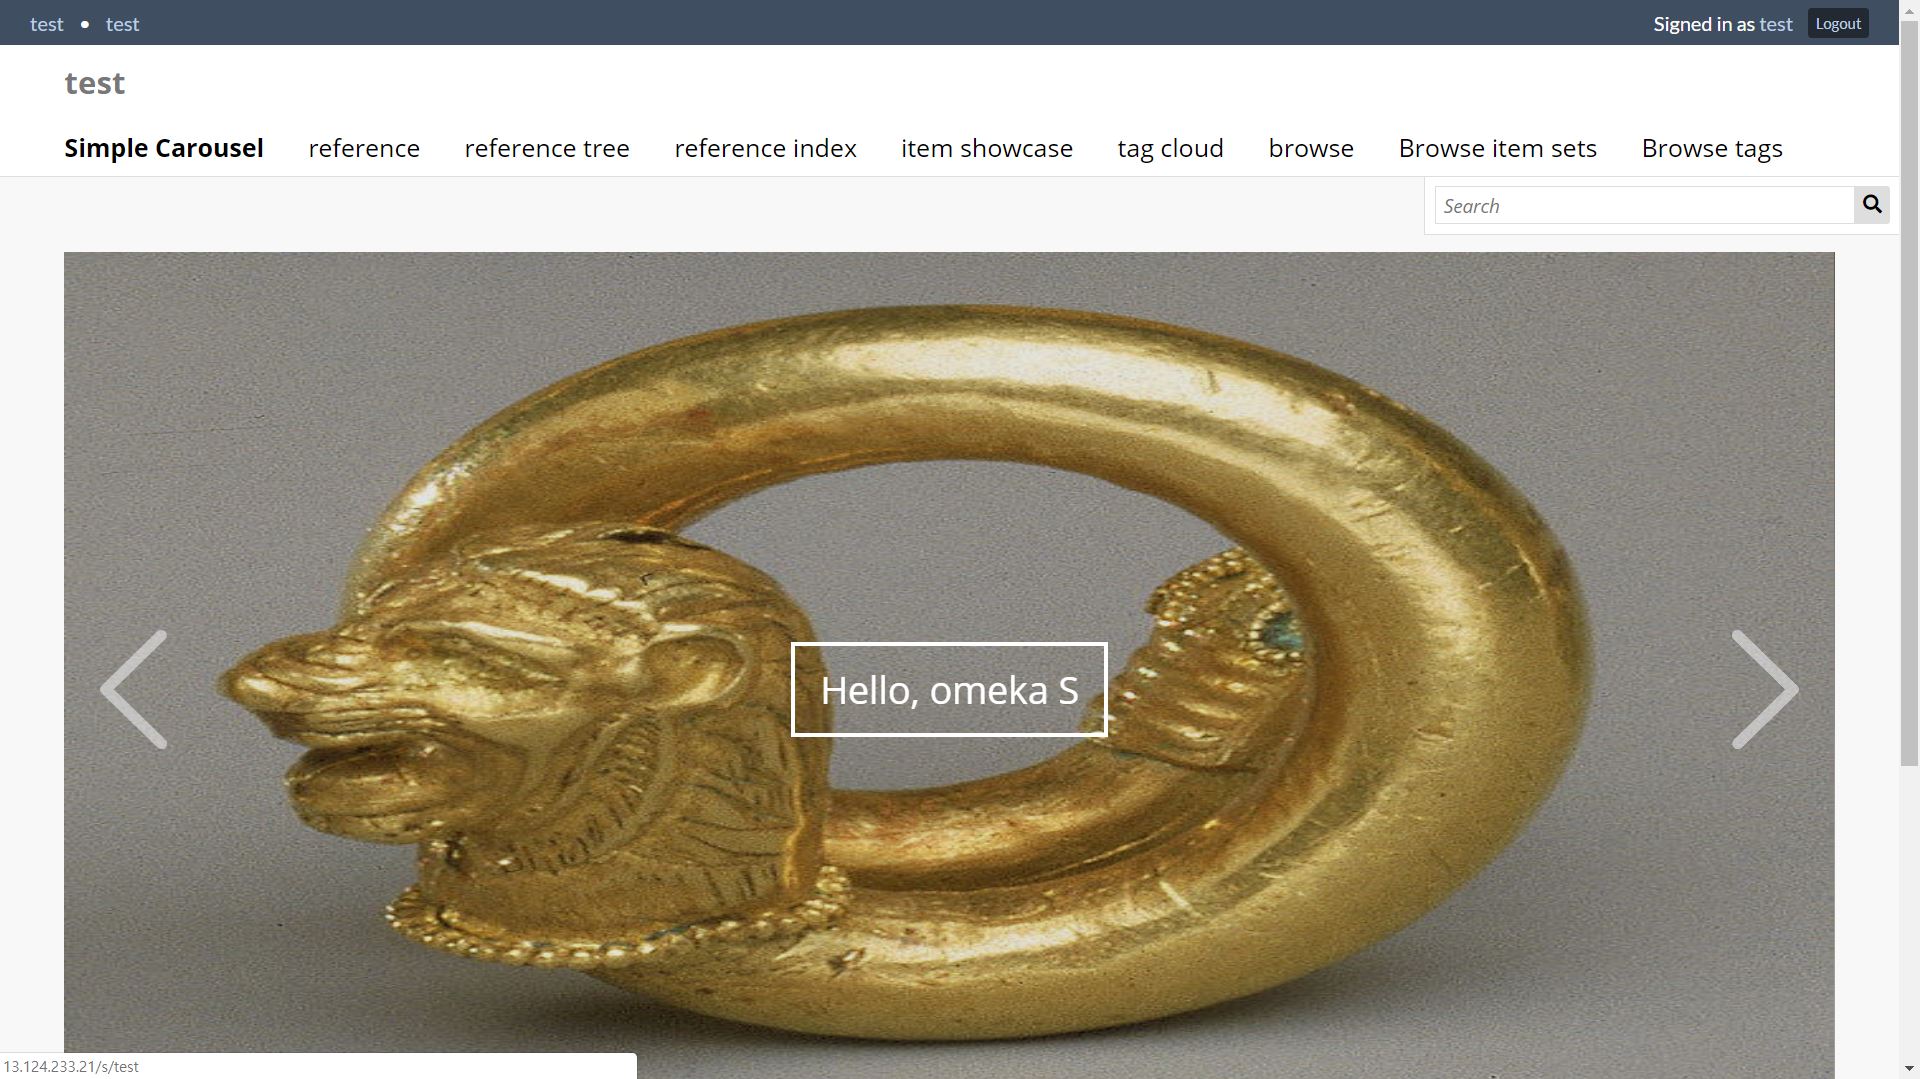 test • test Signed in as test Logout
test
Simple Carousel reference reference tree reference index item showcase tag cloud browse Browse item sets Browse tags
Search
Hello, omeka S
13.124.233.21/s/test